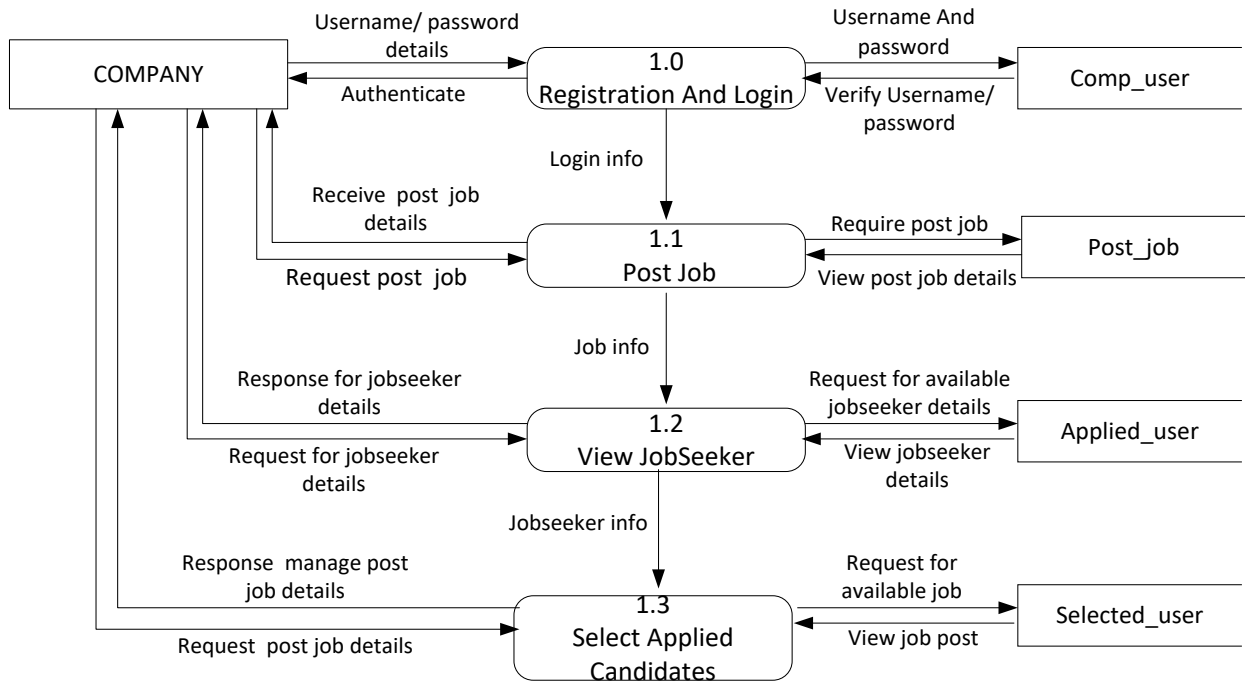 Username/ password
details
Username And
password
COMPANY
1.0
Registration And Login
Comp_user
Authenticate
Verify Username/
password
Login info
Receive post job
details
1.1
Post Job
Require post job
Post_job
Request post job
View post job details
Job info
Response for jobseeker
details
Request for available
jobseeker details
1.2
View JobSeeker
Applied_user
Request for jobseeker
details
View jobseeker
details
Jobseeker info
Response manage post
job details
Request for
available job
1.3
Select Applied
Candidates
Selected_user
Request post job details
View job post